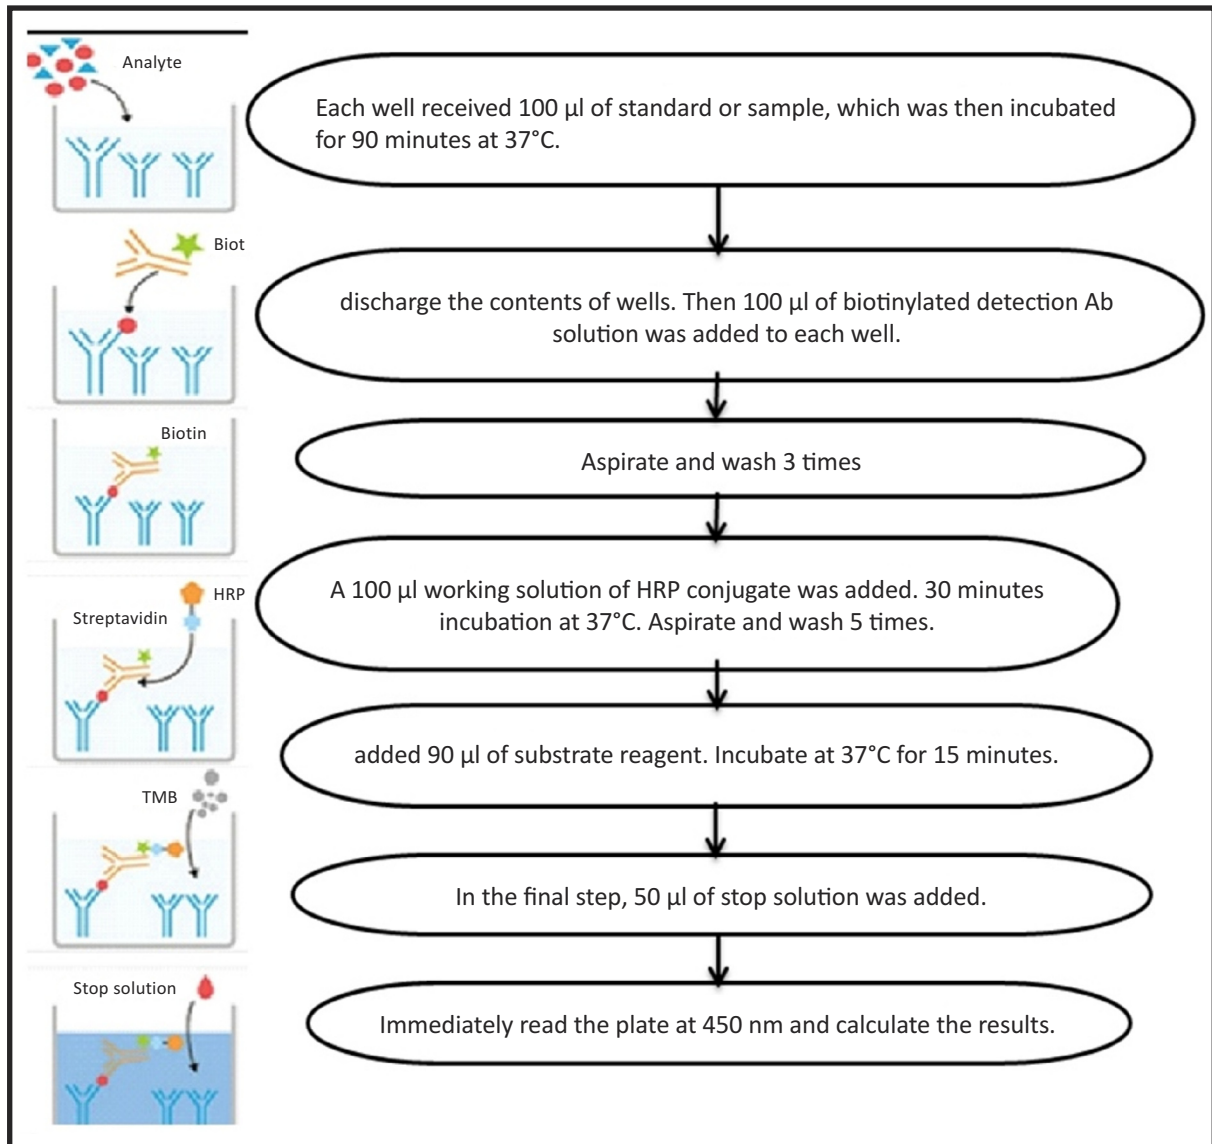 Analyte
Each well received 100 µl of standard or sample, which was then incubated
for 90 minutes at 37°C.
Biot
discharge the contents of wells. Then 100 µl of biotinylated detection Ab
solution was added to each well.
Biotin
Aspirate and wash 3 times
HRP
Streptavidin
A 100 µl working solution of HRP conjugate was added. 30 minutes
incubation at 37°C. Aspirate and wash 5 times.
added 90 µl of substrate reagent. Incubate at 37°C for 15 minutes.
TMB
In the final step, 50 µl of stop solution was added.
Stop solution
Immediately read the plate at 450 nm and calculate the results.